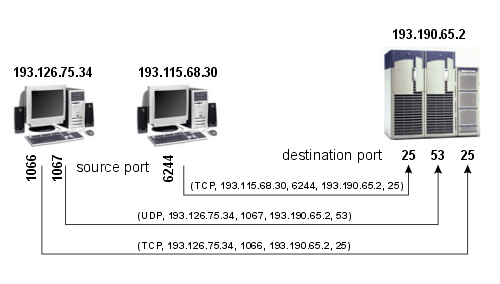 193.190.65.2
193.126.75.34 193.115.68.30
1066 1067 source port 6244 destination port 25 53 25
(TCP, 193.115.68.30, 6244, 193.190.65.2, 25)
(UDP, 193.126.75.34, 1067, 193.190.65.2, 53)
(TCP, 193.126.75.34, 1066, 193.190.65.2, 25)